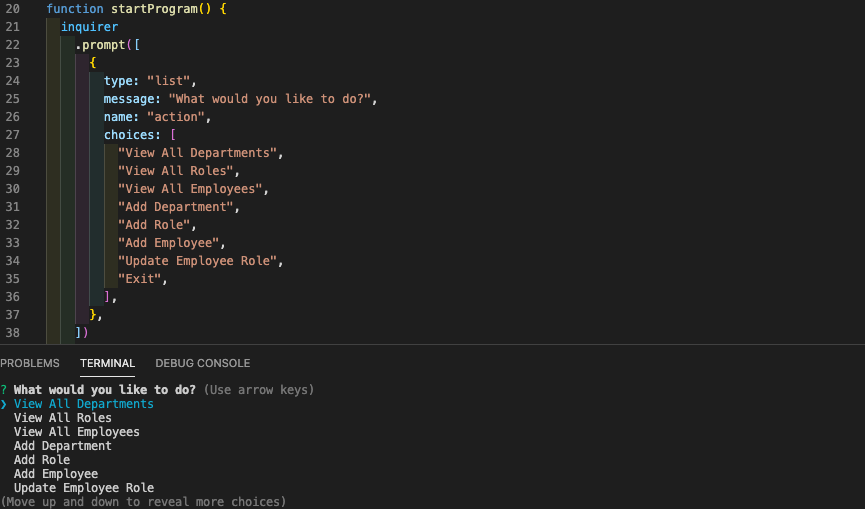 20 function startProgram() {
21 inquirer
22 .prompt([
23 {
24 type: "list",
25 message: "What would you like to do?",
26 name: "action",
27 choices: [
28 "View All Departments",
29 "View All Roles",
30 "View All Employees",
31 "Add Department",
32 "Add Role",
33 "Add Employee",
34 "Update Employee Role",
35 "Exit",
36 ],
37 },
38 ])
PROBLEMS TERMINAL DEBUG CONSOLE
? What would you like to do? (Use arrow keys)
❯ View All Departments
View All Roles
View All Employees
Add Department
Add Role
Add Employee
Update Employee Role
(Move up and down to reveal more choices)